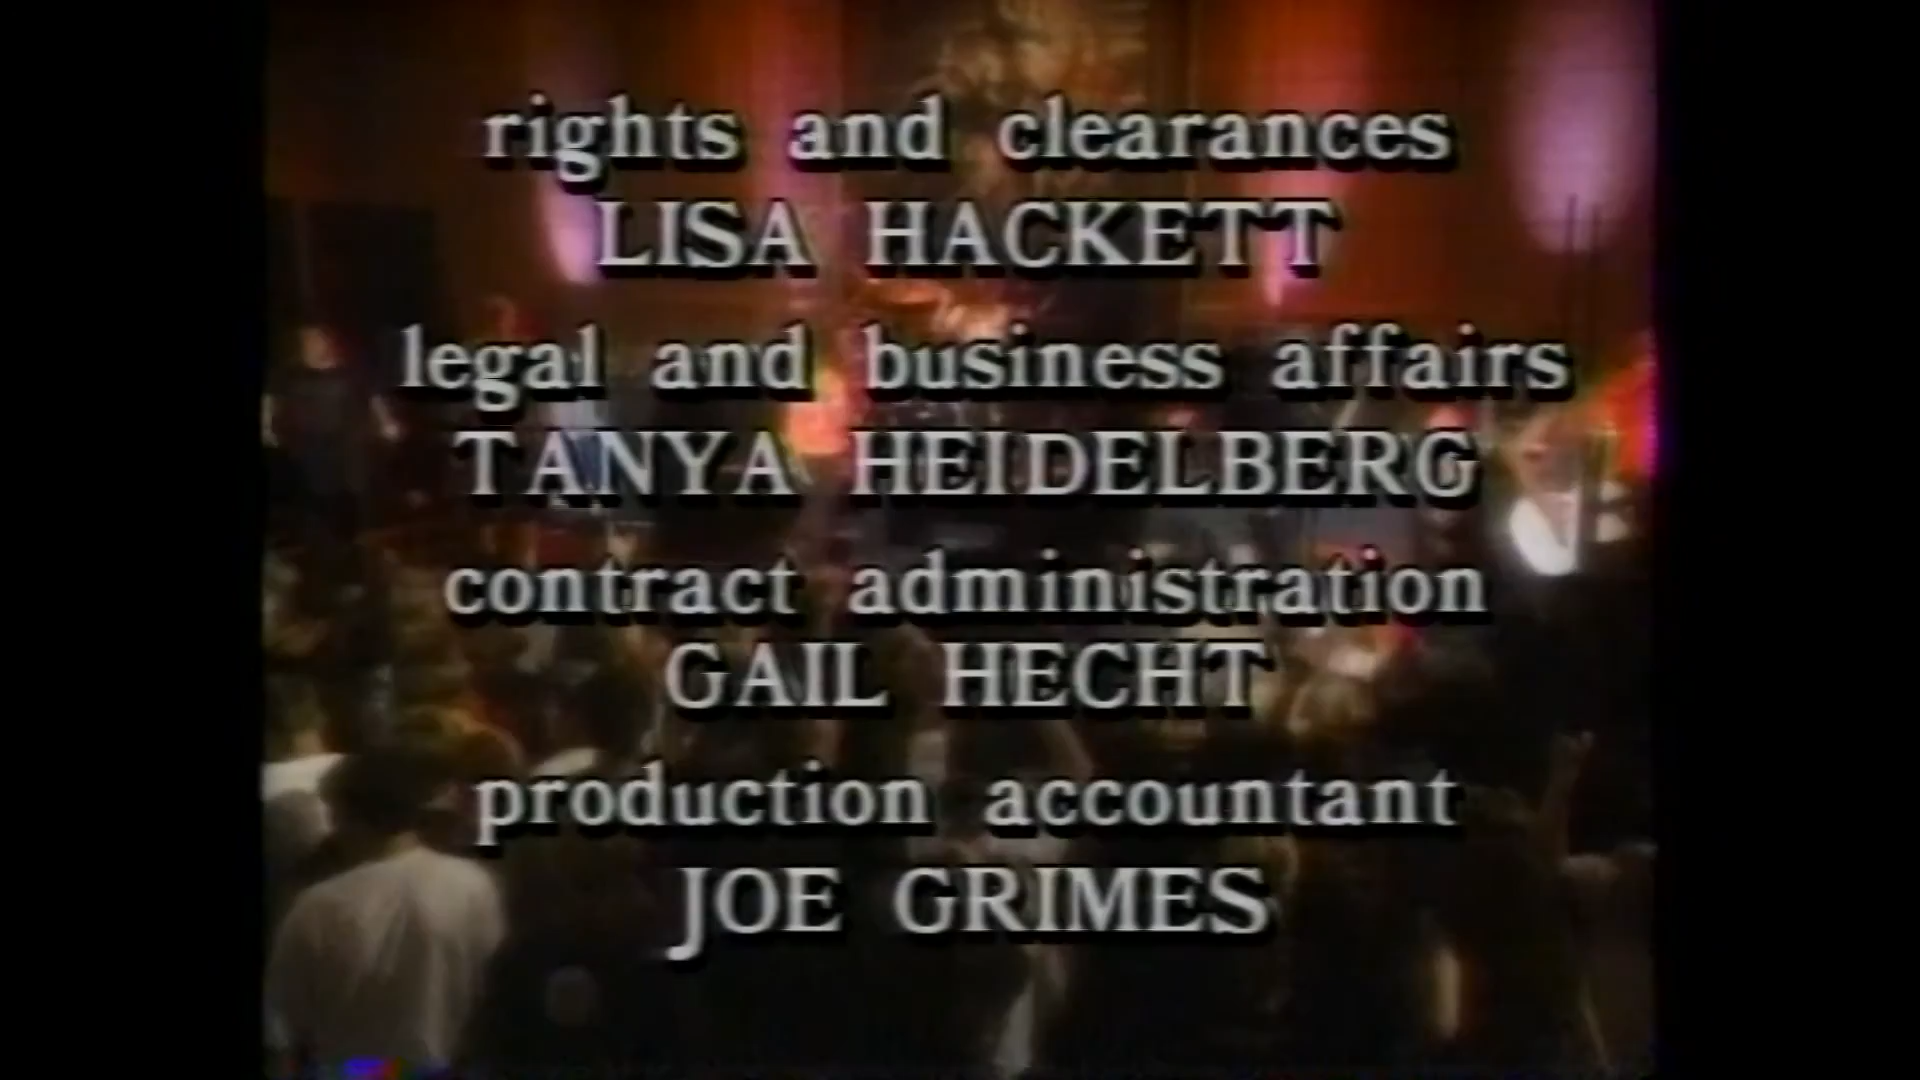 rights and clearances
LISA HACKETT
legal and business affairs
TANYA HEIDELBERG
contract administration
GAIL HECHT
production accountant
JOE GRIMES